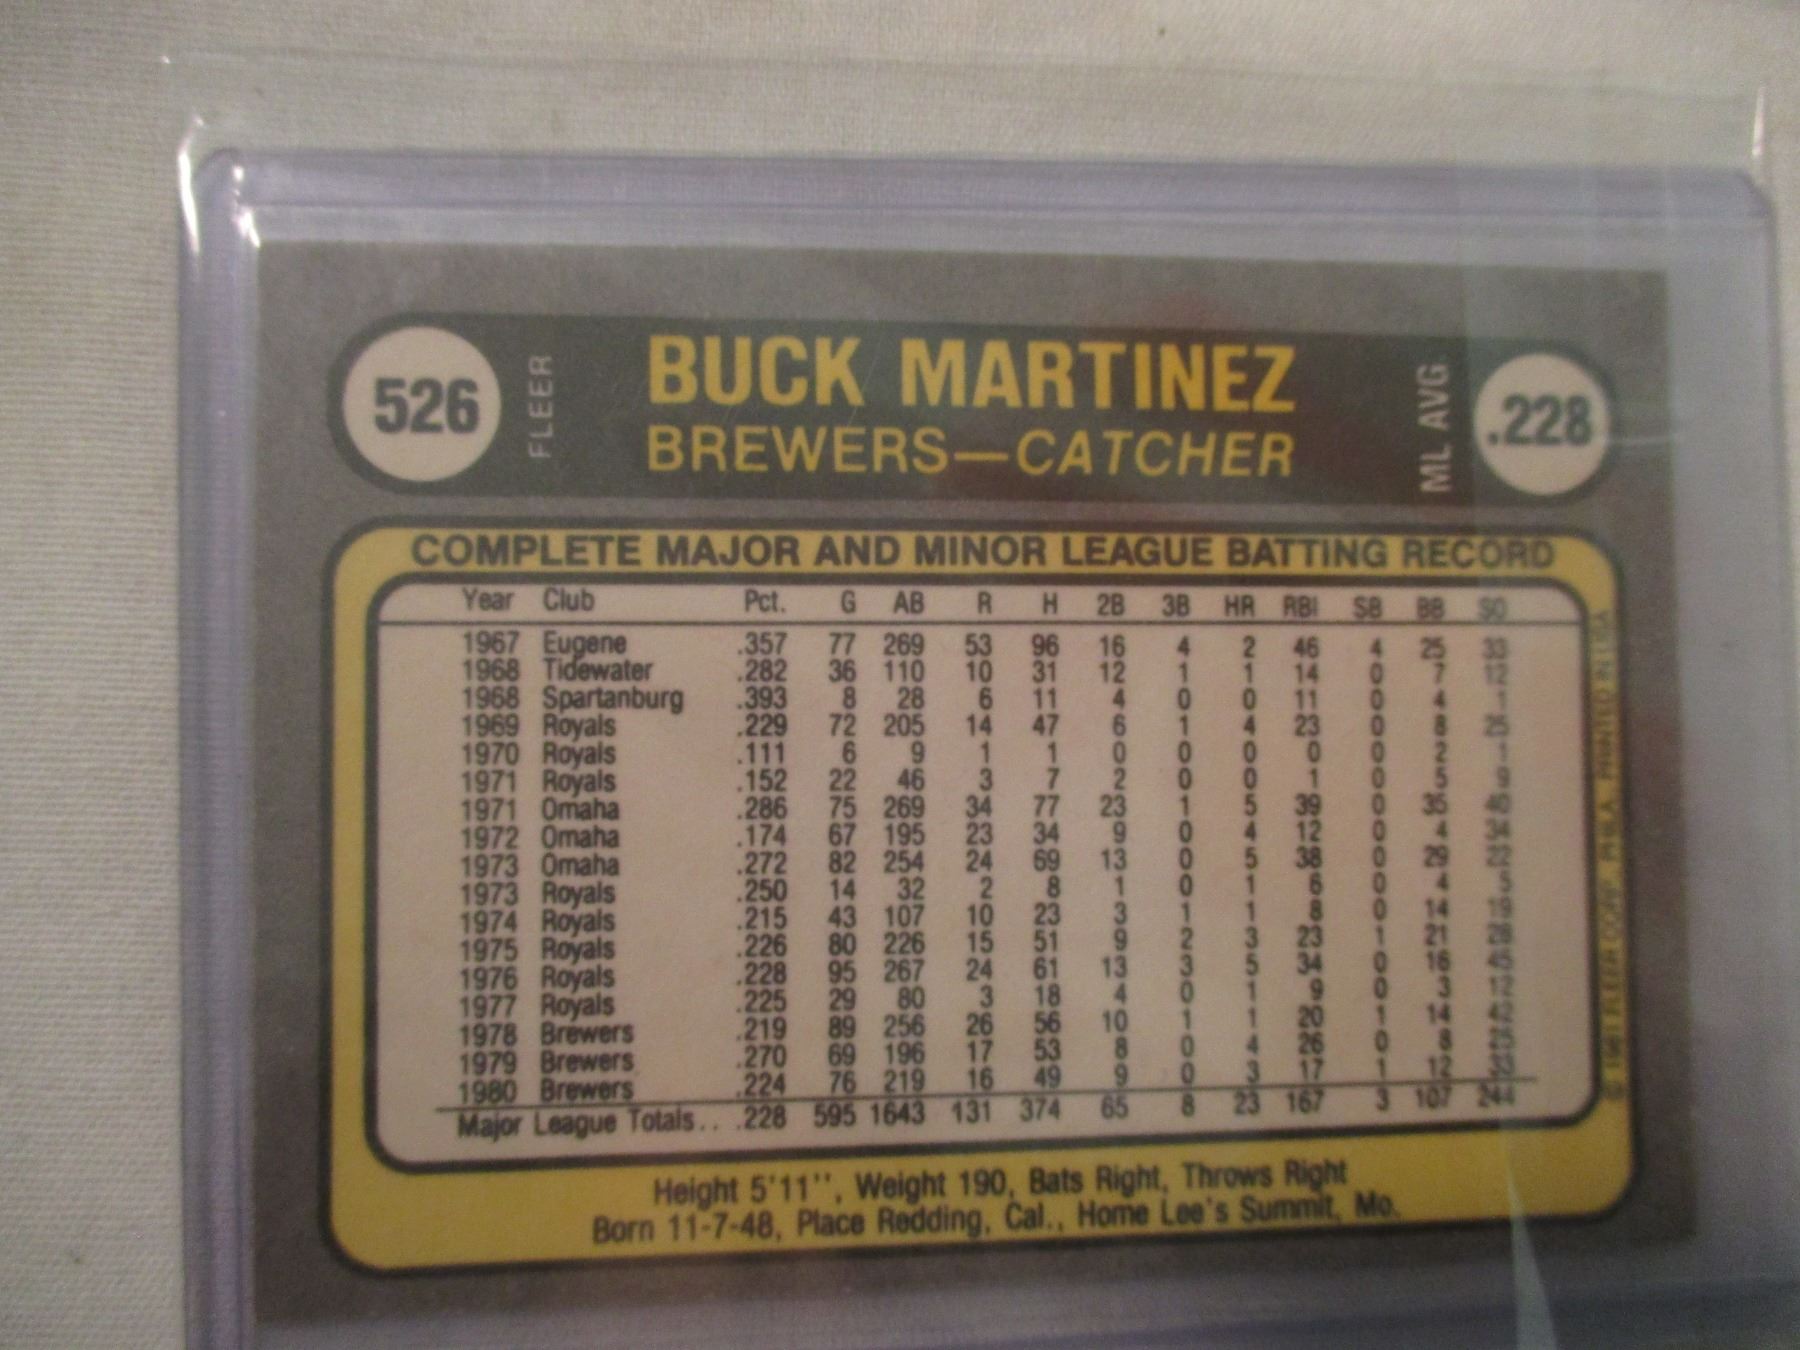 526
FLEER
BUCK MARTINEZ
BREWERS—CATCHER
ML AVG
.228
COMPLETE MAJOR AND MINOR LEAGUE BATTING RECORD
Year Club Pct. G AB R H 2B 3B HR RBI SB BB SO
1967 Eugene .357 77 269 53 96 16 4 2 46 4 25 33
1968 Tidewater .282 36 110 10 31 12 1 1 14 0 7 12
1968 Spartanburg .393 8 28 6 11 4 0 0 11 0 4 1
1969 Royals .229 72 205 14 47 6 1 4 23 0 8 25
1970 Royals .111 6 9 1 1 0 0 0 0 0 2 1
1971 Royals .152 22 46 3 7 2 0 0 1 0 5
1971 Omaha .286 75 269 34 77 23 1 5 39 0 35
1972 Omaha .174 67 195 23 34 9 0 4 12 0 4
1973 Omaha .272 82 254 24 69 13 0 5 38 0 29
1973 Royals .250 14 32 2 8 1 0 1 6 0 4 5
1974 Royals .215 43 107 10 23 3 1 1 8 0 14
1975 Royals .226 80 226 15 51 9 2 3 23 1 21
1976 Royals .228 95 267 24 61 13 3 5 34 0 16
1977 Royals .225 29 80 3 18 4 0 1 9 0 3 12
1978 Brewers .219 89 256 26 56 10 1 1 20 1 14
1979 Brewers .270 69 196 17 53 8 0 4 26 0 8
1980 Brewers .224 76 219 16 49 9 0 3 17 1 12
Major League Totals. . .228 595 1643 131 374 65 8 23 167 3 107 244
Height 5'11'', Weight 190, Bats Right, Throws Right
Born 11-7-48, Place Redding, Cal., Home Lee's Summit, Mo.
© 1981 FLEER CORP. PHILA. PRINTED IN U.S.A.